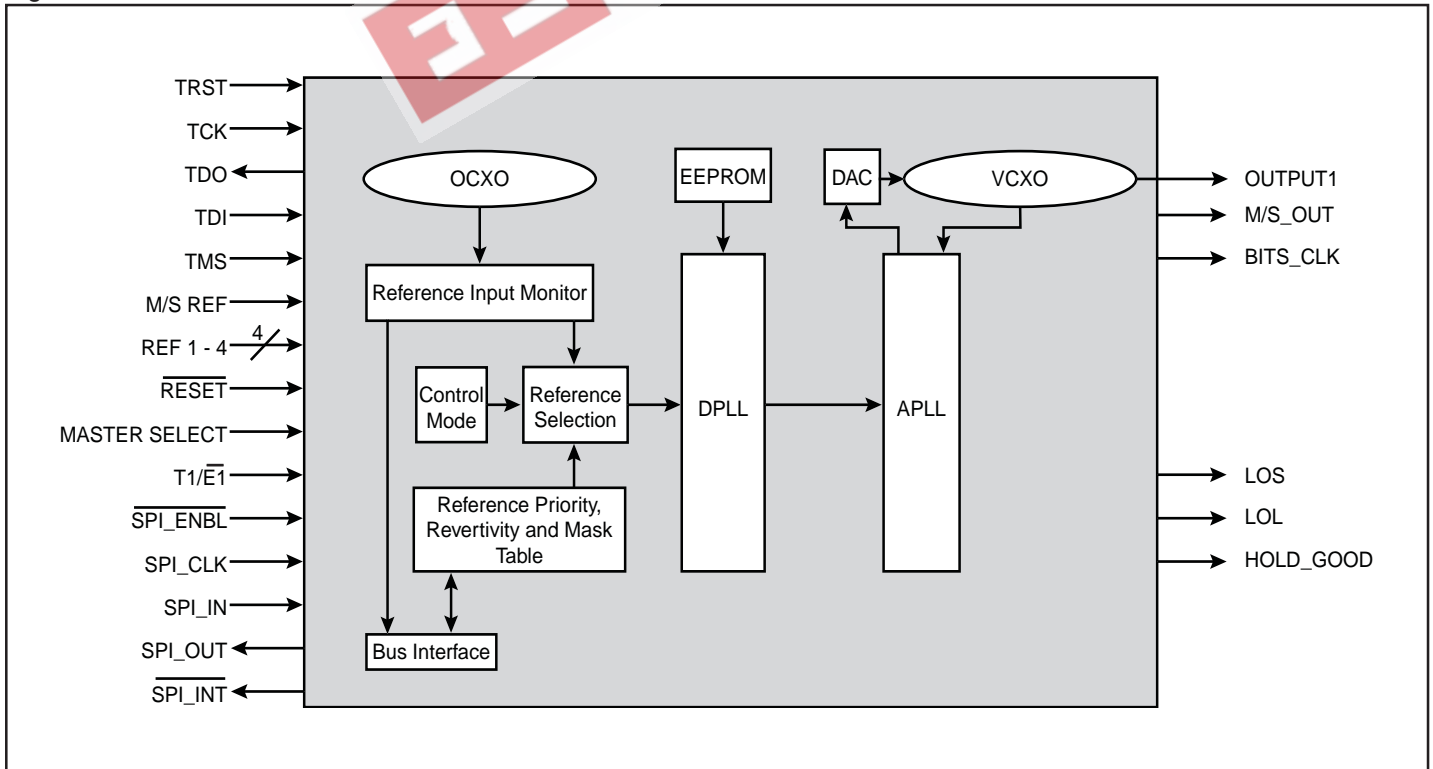 TRST
TCK
TDO
TDI
TMS
M/S REF
REF 1 - 4
4
RESET
MASTER SELECT
T1/E1
SPI_ENBL
SPI_CLK
SPI_IN
SPI_OUT
SPI_INT
OCXO
EEPROM
DAC
VCXO
Reference Input Monitor
Control
Mode
Reference
Selection
DPLL
APLL
Reference Priority,
Revertivity and Mask
Table
Bus Interface
OUTPUT1
M/S_OUT
BITS_CLK
LOS
LOL
HOLD_GOOD